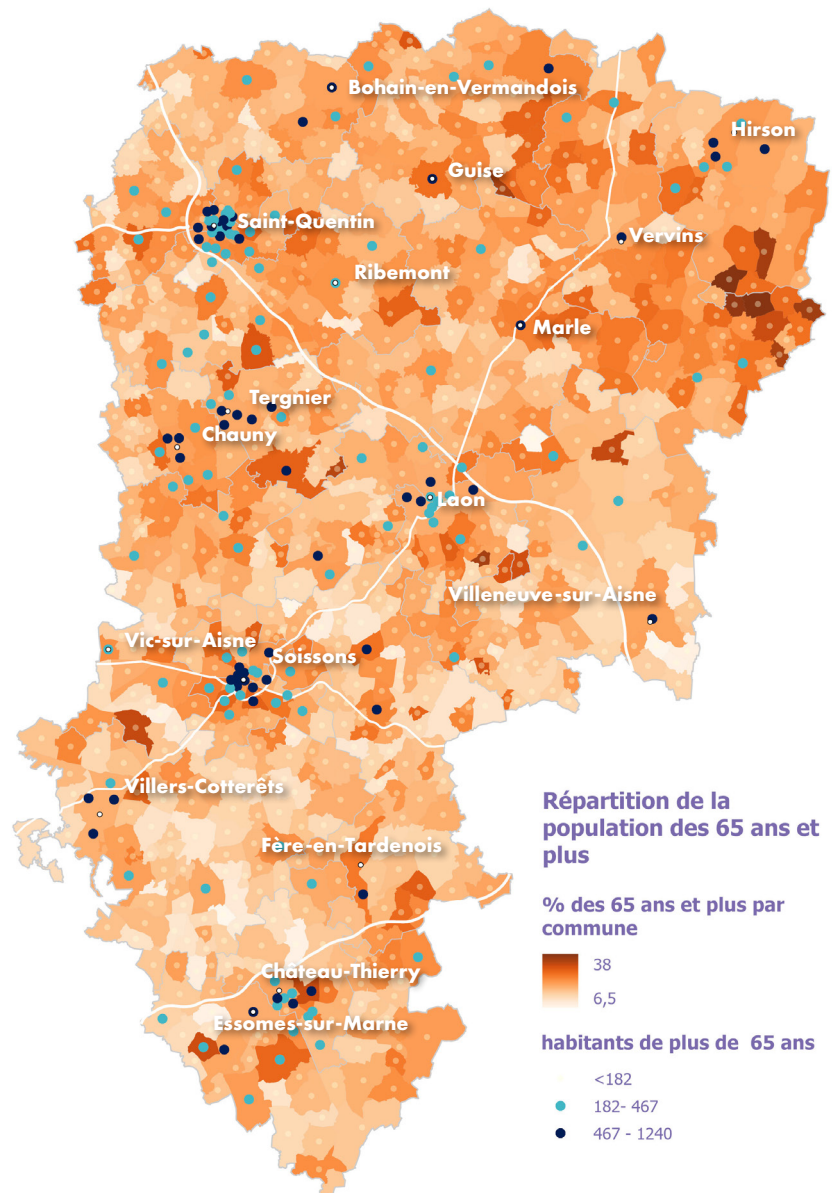 Bohain-en-Vermandois
Hirson
Guise
Saint-Quentin
Vervins
Ribemont
Marle
Tergnier
Chauny
Laon
Villeneuve-sur-Aisne
Vic-sur-Aisne
Soissons
Villers-Cotterêts
Fère-en-Tardenois
Château-Thierry
Essomes-sur-Marne
Répartition de la
population des 65 ans et
plus
% des 65 ans et plus par
commune
38
6,5
habitants de plus de 65 ans
<182
182- 467
467 - 1240